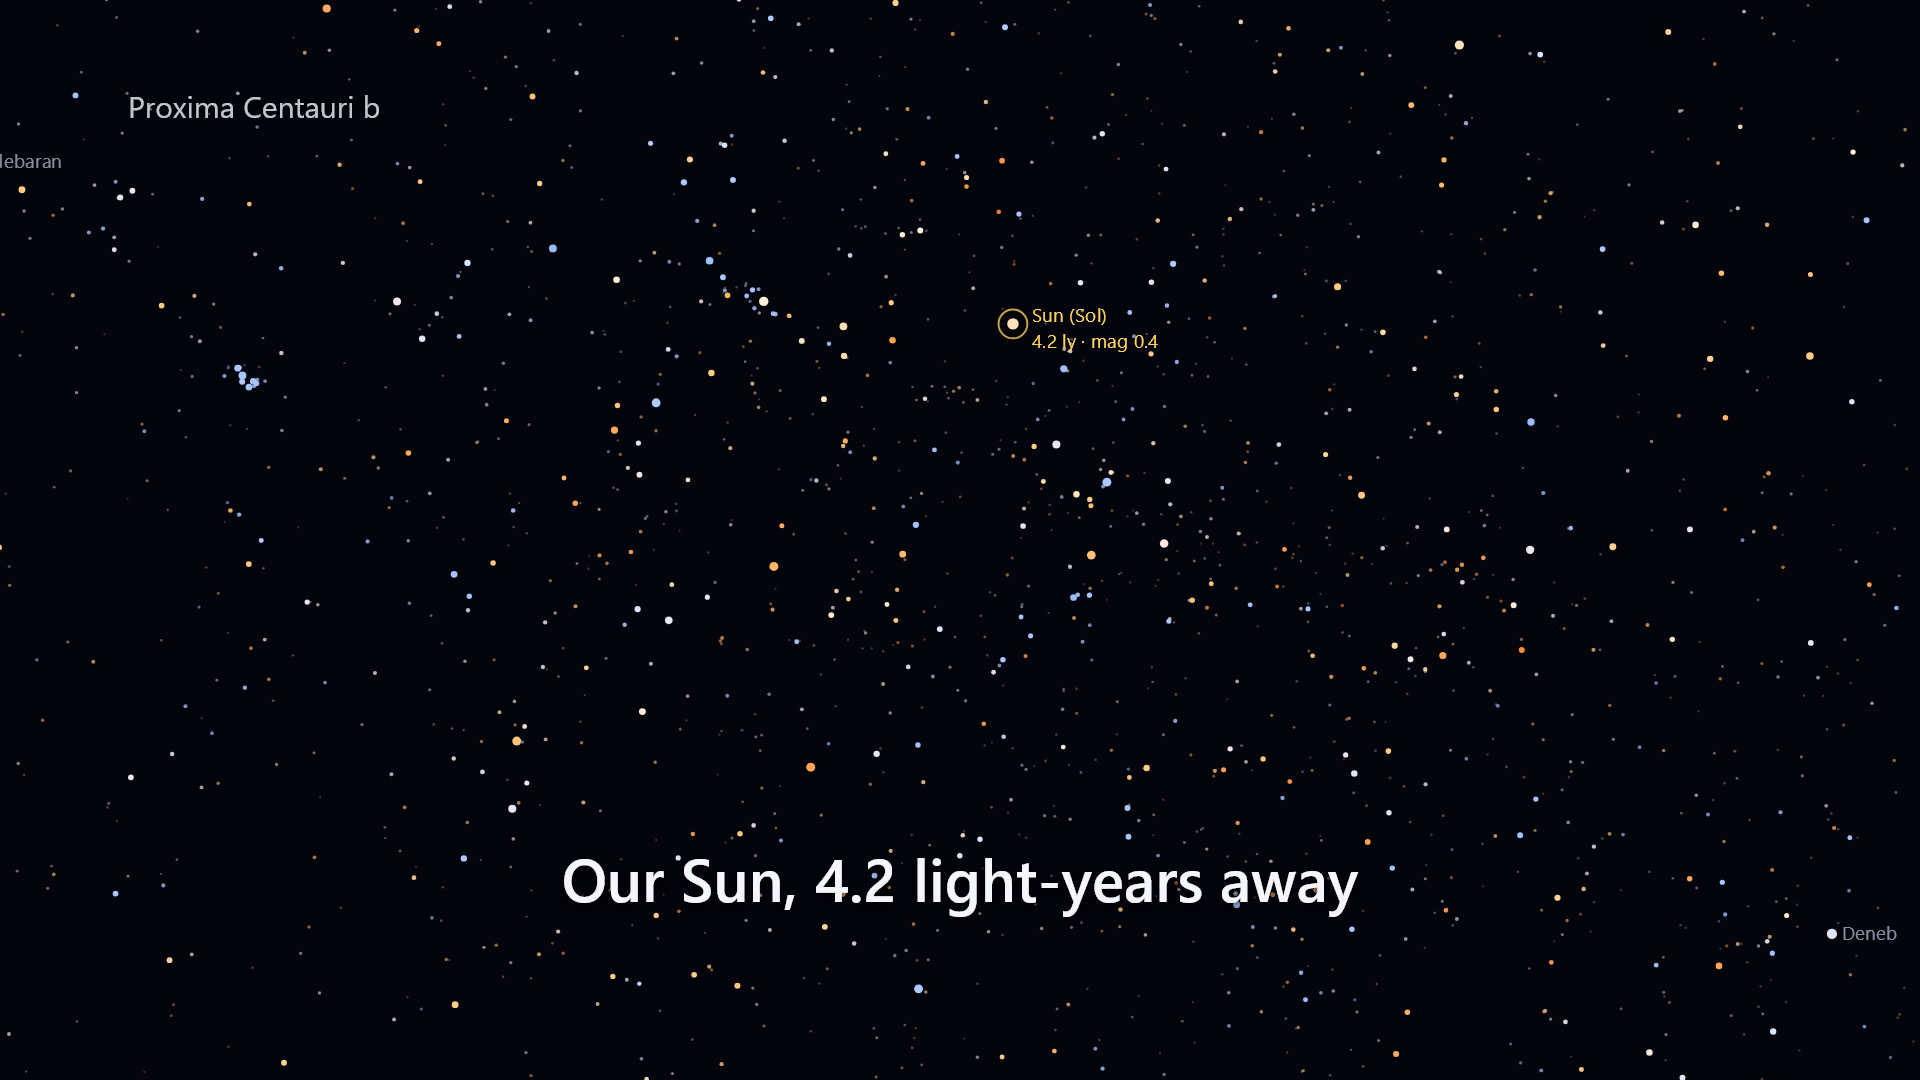 Proxima Centauri b
lebaran
Sun (Sol)
4.2 ly · mag 0.4
Our Sun, 4.2 light-years away
Deneb